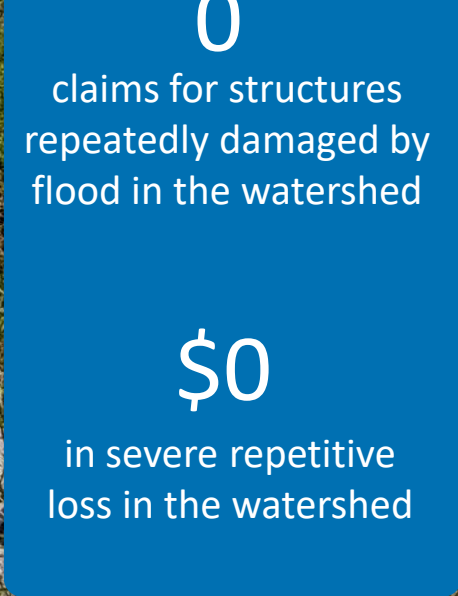 0
claims for structures
repeatedly damaged by
flood in the watershed
$0
in severe repetitive
loss in the watershed